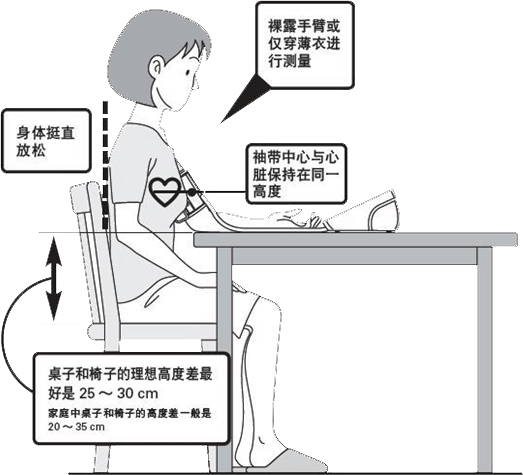 裸露手臂或
仅穿薄衣进
行测量
身体挺直
放松
袖带中心与心
脏保持在同一
高度
桌子和椅子的理想高度差最
好是 25 ~ 30 cm
家庭中桌子和椅子的高度差一般是
20 ~ 35 cm